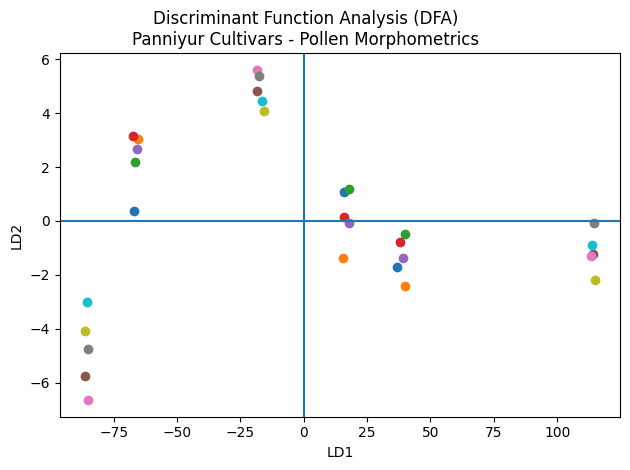 Discriminant Function Analysis (DFA)
Panniyur Cultivars - Pollen Morphometrics
6
4
2
0
−2
−4
−6
LD2
−75 −50 −25 0 25 50 75 100
LD1